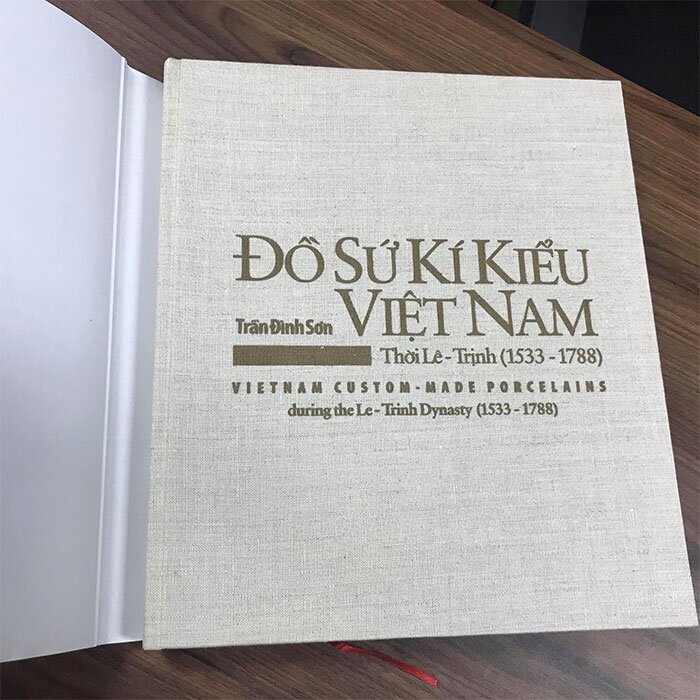 ĐỒ SỨ KÍ KIỂU
Trần Đình Sơn VIỆT NAM
Thời Lê - Trịnh (1533 - 1788)
VIETNAM CUSTOM-MADE PORCELAINS
during the Le - Trinh Dynasty (1533 - 1788)